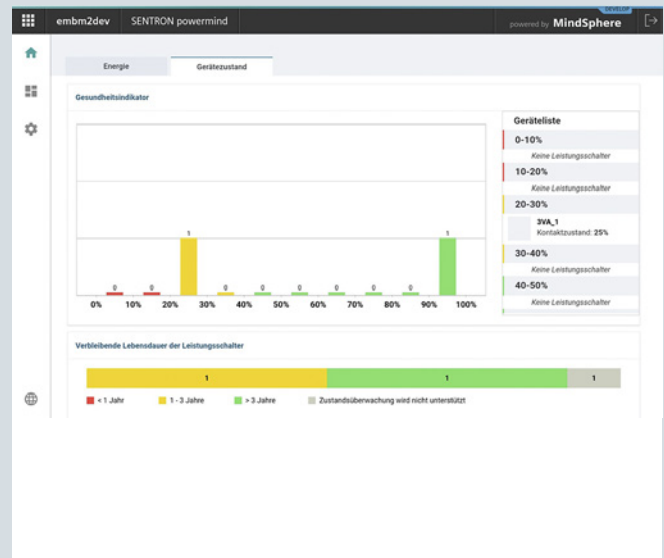 DEVELOP
embm2dev SENTRON powermind powered by MindSphere
Energie Gerätezustand
Gesundheitsindikator
1 1
0 0 0 0 0 0 0 0
0% 10% 20% 30% 40% 50% 60% 70% 80% 90% 100%
Geräteliste
0-10%
Keine Leistungsschalter
10-20%
Keine Leistungsschalter
20-30%
3VA_1
Kontaktzustand: 25%
30-40%
Keine Leistungsschalter
40-50%
Keine Leistungsschalter
Verbleibende Lebensdauer der Leistungsschalter
1 1 1
< 1 Jahr 1 - 3 Jahre > 3 Jahre Zustandsüberwachung wird nicht unterstützt